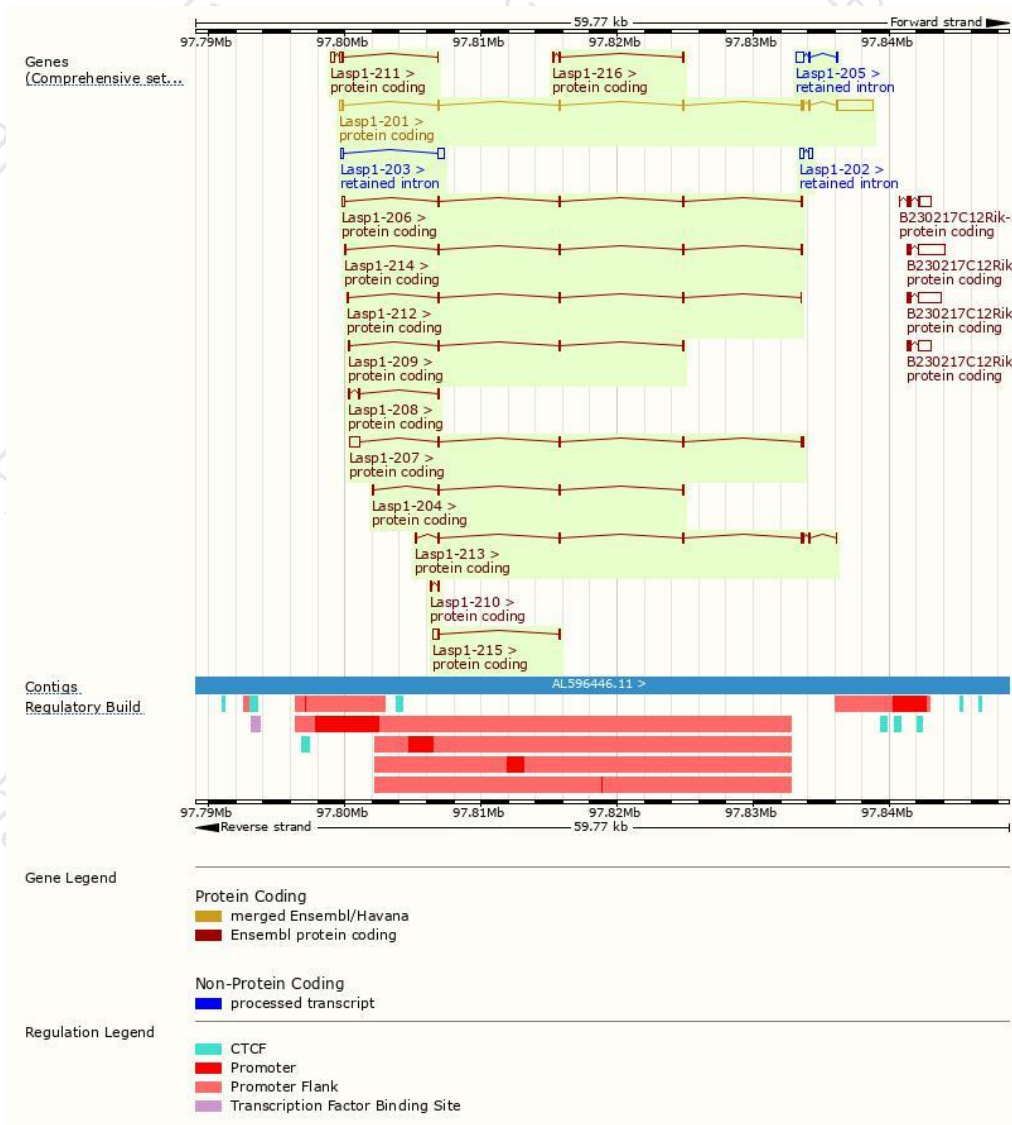 59.77 kb Forward strand
97.79Mb 97.80Mb 97.81Mb 97.82Mb 97.83Mb 97.84Mb
Genes
(Comprehensive set...
Lasp1-211 > Lasp1-216 > Lasp1-205 >
protein coding protein coding retained intron
Lasp1-201 >
protein coding
Lasp1-203 > Lasp1-202 >
retained intron retained intron
Lasp1-206 > B230217C12Rik-
protein coding protein coding
Lasp1-214 > B230217C12Rik
protein coding protein coding
Lasp1-212 > B230217C12Rik
protein coding protein coding
Lasp1-209 > B230217C12Rik
protein coding protein coding
Lasp1-208 >
protein coding
Lasp1-207 >
protein coding
Lasp1-204 >
protein coding
Lasp1-213 >
protein coding
Lasp1-210 >
protein coding
Lasp1-215 >
protein coding
Contigs AL596446.11 >
Regulatory Build
97.79Mb 97.80Mb 97.81Mb 97.82Mb 97.83Mb 97.84Mb
Reverse strand 59.77 kb
Gene Legend
Protein Coding
merged Ensembl/Havana
Ensembl protein coding
Non-Protein Coding
processed transcript
Regulation Legend
CTCF
Promoter
Promoter Flank
Transcription Factor Binding Site